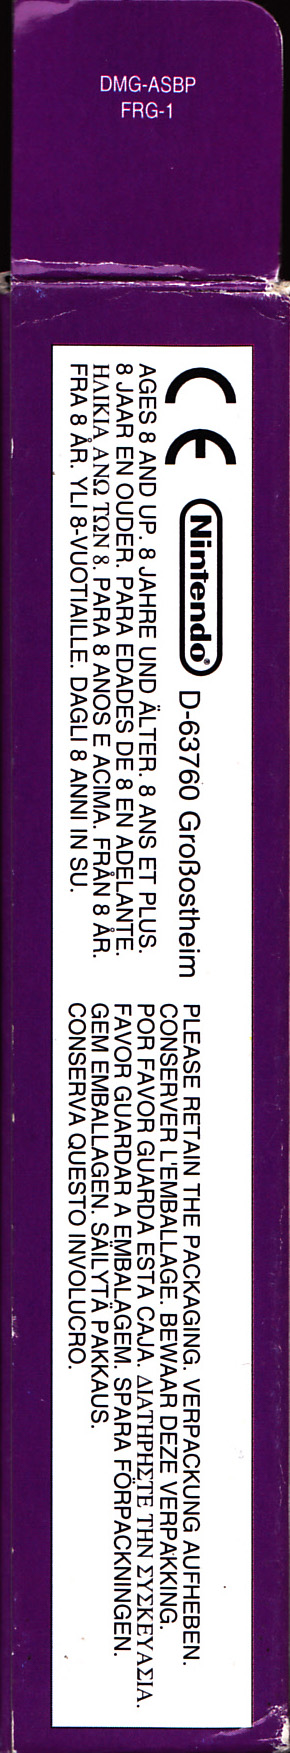 DMG-ASBP
FRG-1
CE Nintendo® D-63760 Großostheim
AGES 8 AND UP. 8 JAHRE UND ÄLTER. 8 ANS ET PLUS.
8 JAAR EN OUDER. PARA EDADES DE 8 EN ADELANTE.
ΗΛΙΚΙΑ ΑΝΩ ΤΩΝ 8. PARA 8 ANOS E ACIMA. FRÅN 8 ÅR.
FRA 8 ÅR. YLI 8-VUOTIAILLE. DAGLI 8 ANNI IN SU.
PLEASE RETAIN THE PACKAGING. VERPACKUNG AUFHEBEN.
CONSERVER L'EMBALLAGE. BEWAAR DEZE VERPAKKING.
POR FAVOR GUARDA ESTA CAJA. ΔΙΑΤΗΡΗΣΤΕ ΤΗΝ ΣΥΣΚΕΥΑΣΙΑ.
FAVOR GUARDAR A EMBALAGEM. SPARA FÖRPACKNINGEN.
GEM EMBALLAGEN. SÄILYTÄ PAKKAUS.
CONSERVA QUESTO INVOLUCRO.